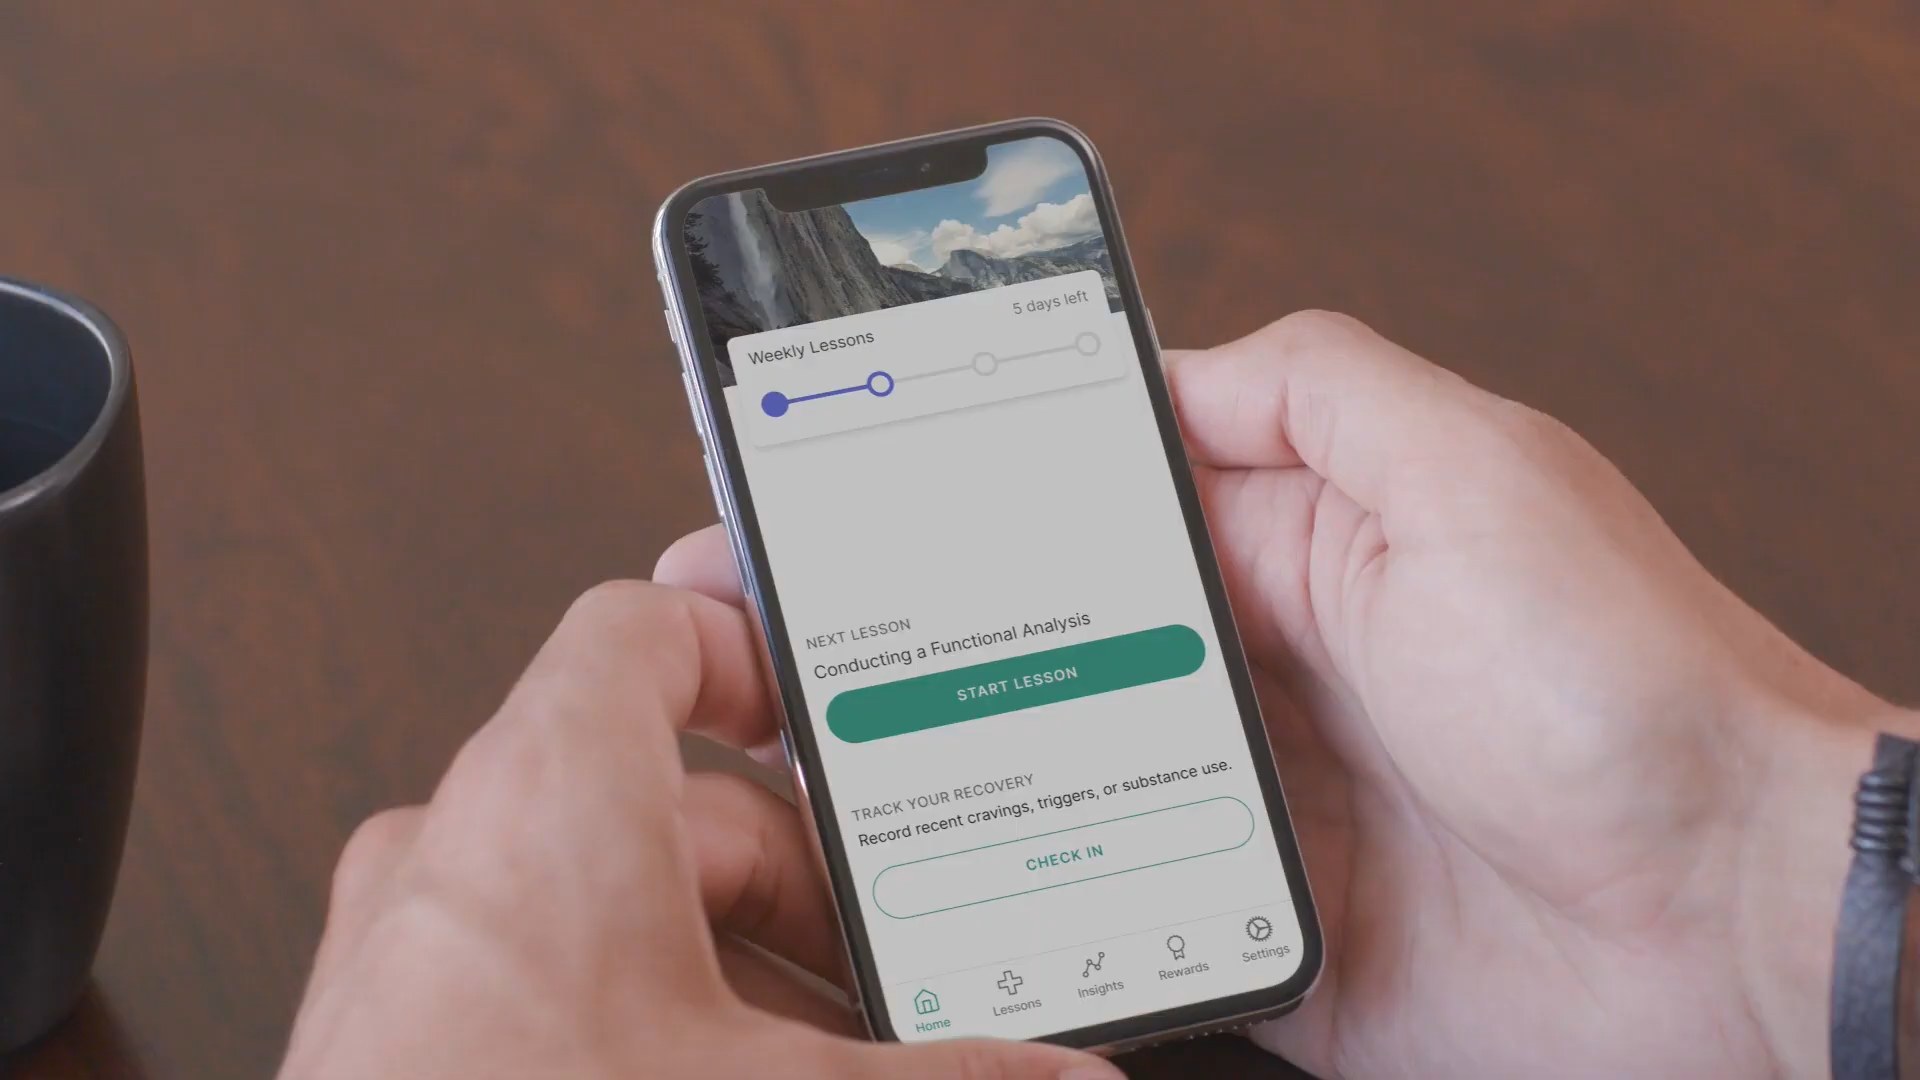 5 days left
Weekly Lessons
NEXT LESSON
Conducting a Functional Analysis
START LESSON
TRACK YOUR RECOVERY
Record recent cravings, triggers, or substance use.
CHECK IN
Home
Lessons
Insights
Rewards
Settings